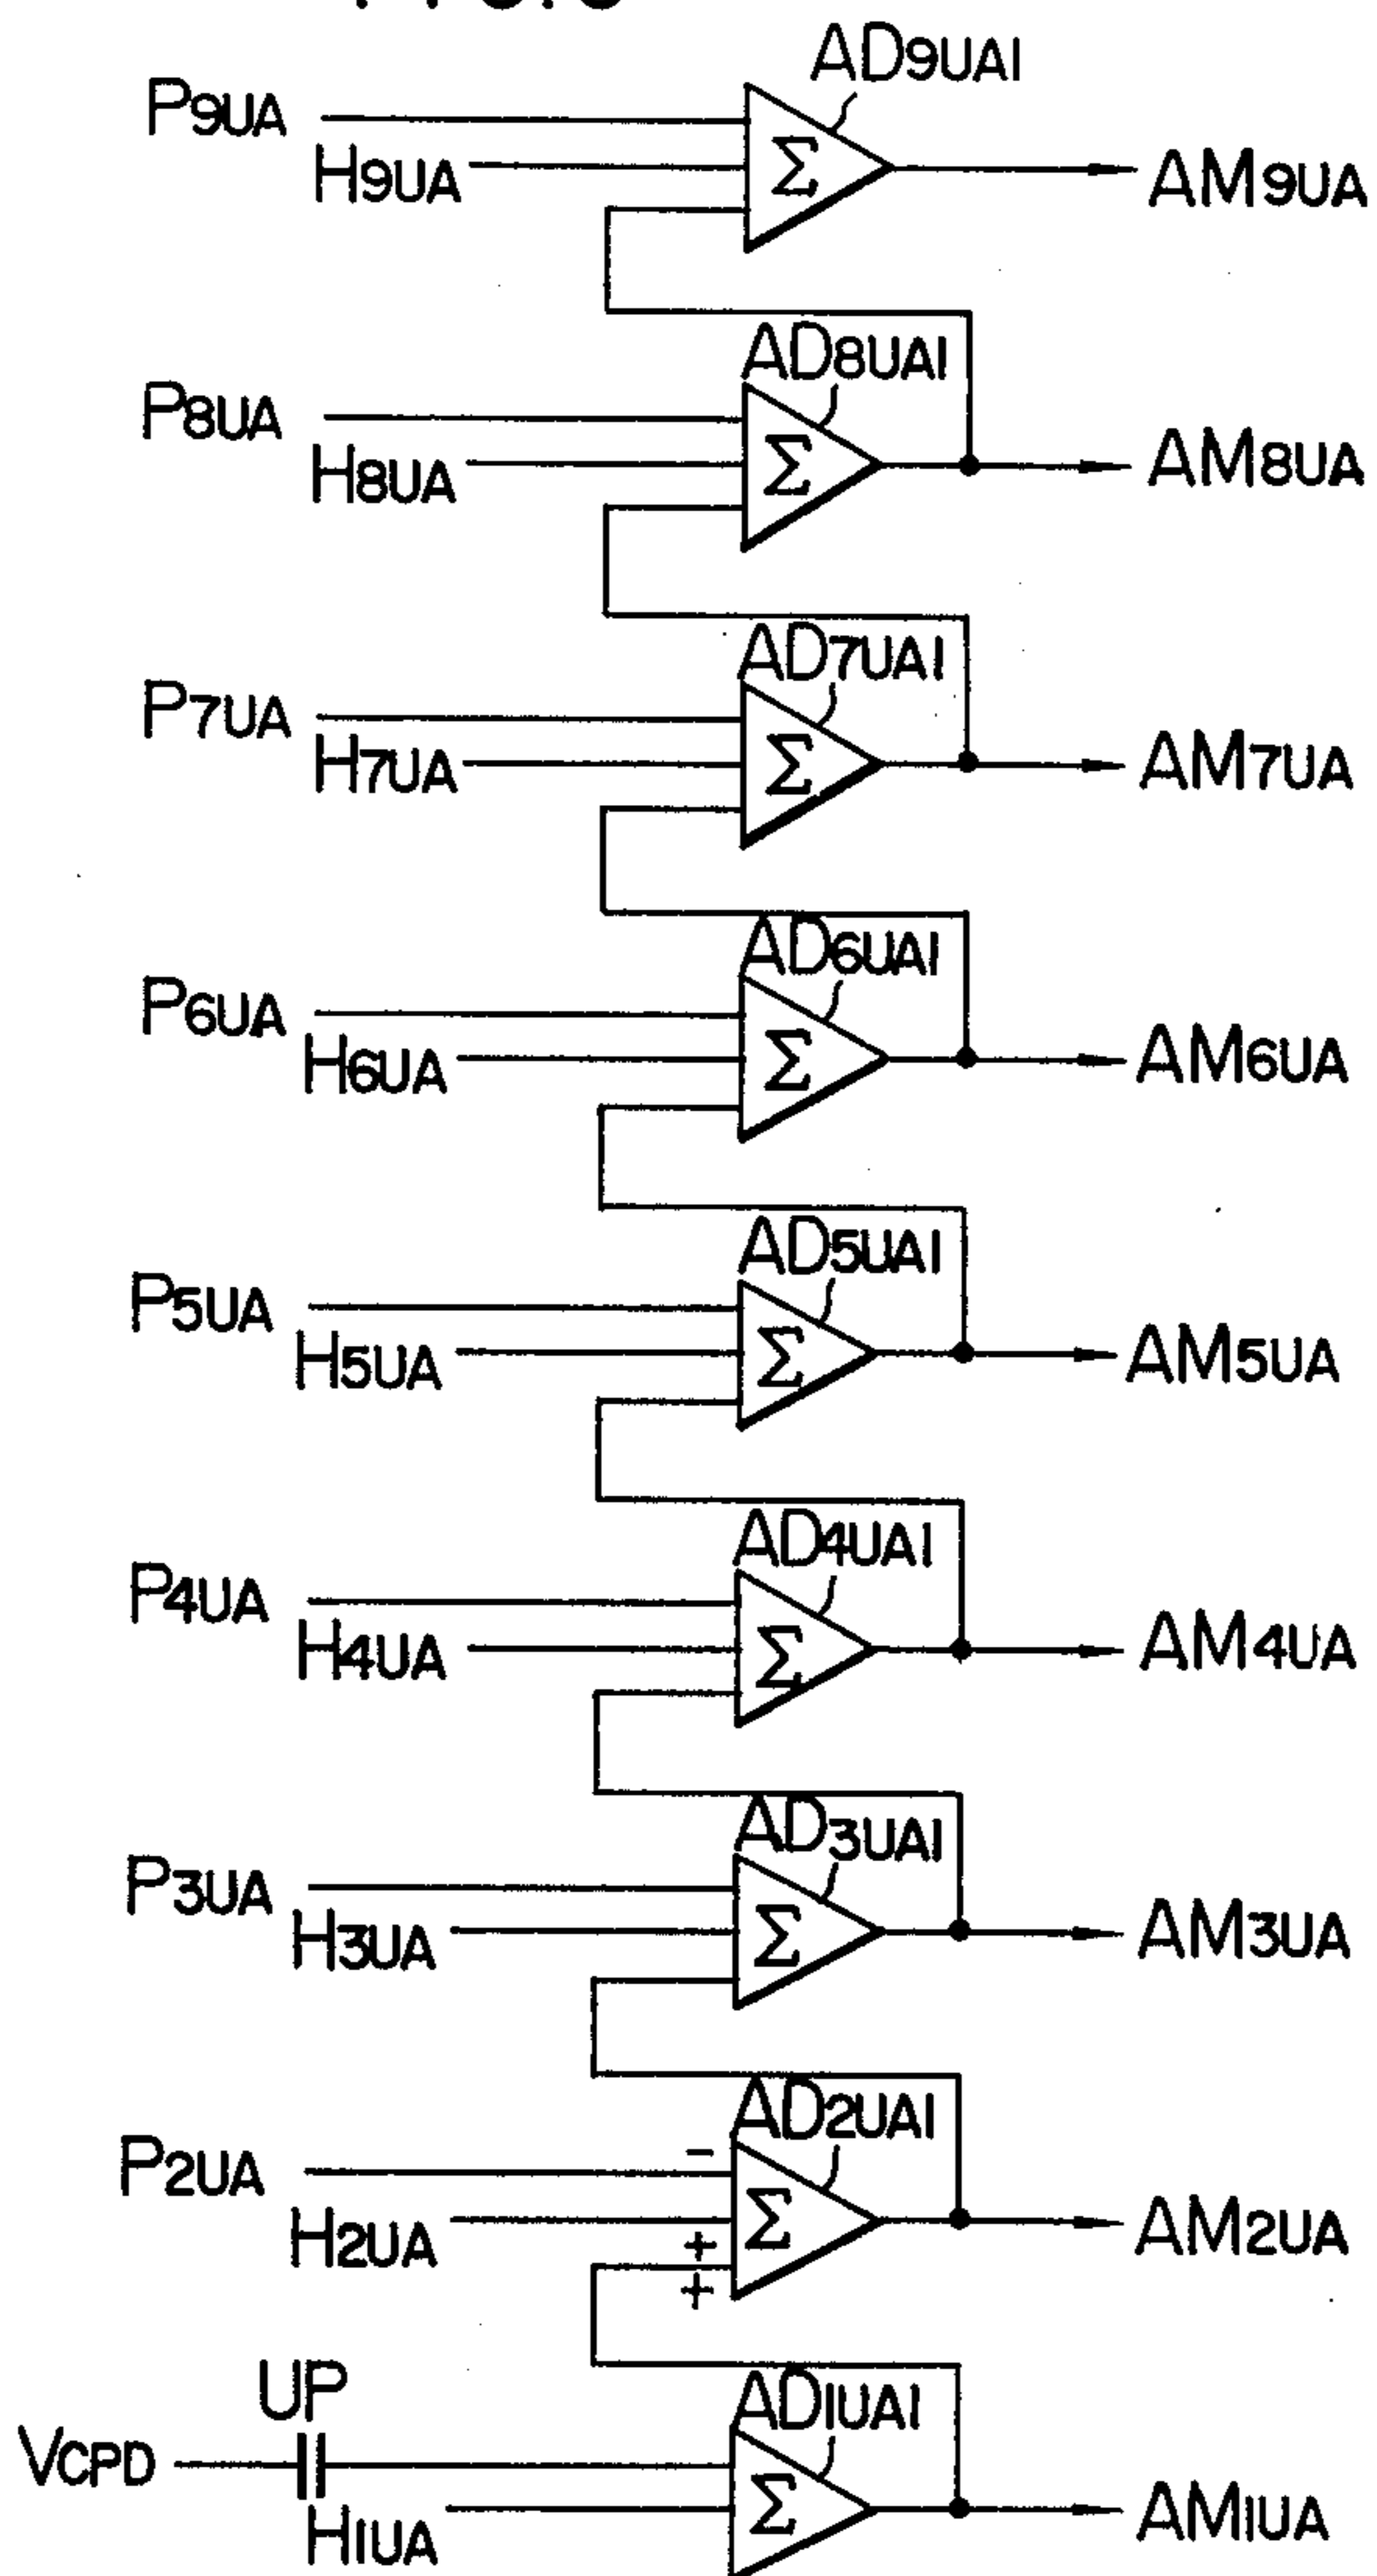 AD9UA1
P9UA
H9UA
Σ
AM9UA
AD8UA1
P8UA
H8UA
Σ
AM8UA
AD7UA1
P7UA
H7UA
Σ
AM7UA
AD6UA1
P6UA
H6UA
Σ
AM6UA
AD5UA1
P5UA
H5UA
Σ
AM5UA
AD4UA1
P4UA
H4UA
Σ
AM4UA
AD3UA1
P3UA
H3UA
Σ
AM3UA
AD2UA1
P2UA
−
H2UA
Σ
+
+
AM2UA
UP
AD1UA1
VCPD
H1UA
Σ
AM1UA